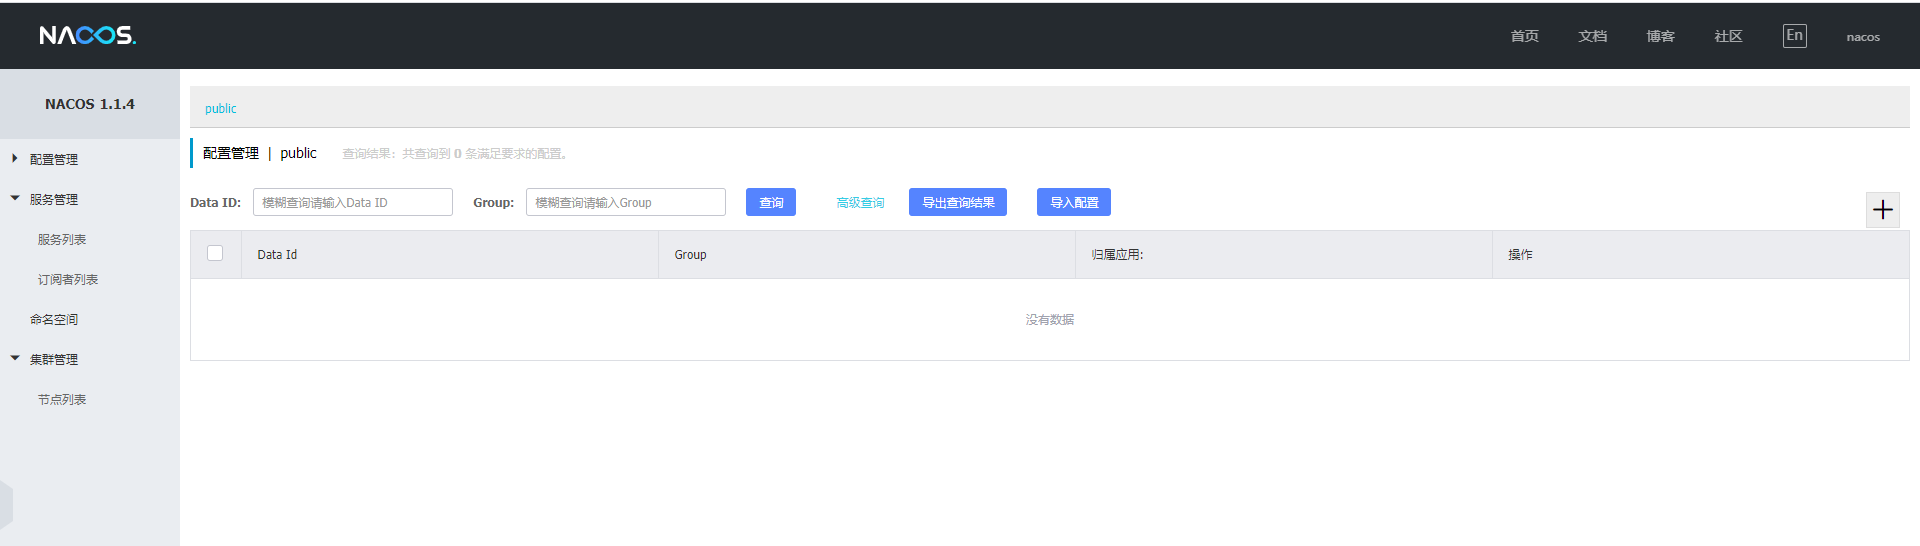 NACOS.
首页
文档
博客
社区
En
nacos
NACOS 1.1.4
配置管理
服务管理
服务列表
订阅者列表
命名空间
集群管理
节点列表
public
配置管理 | public 查询结果：共查询到 0 条满足要求的配置。
Data ID: 模糊查询请输入Data ID Group: 模糊查询请输入Group 查询 高级查询 导出查询结果 导入配置
Data Id Group 归属应用: 操作
没有数据